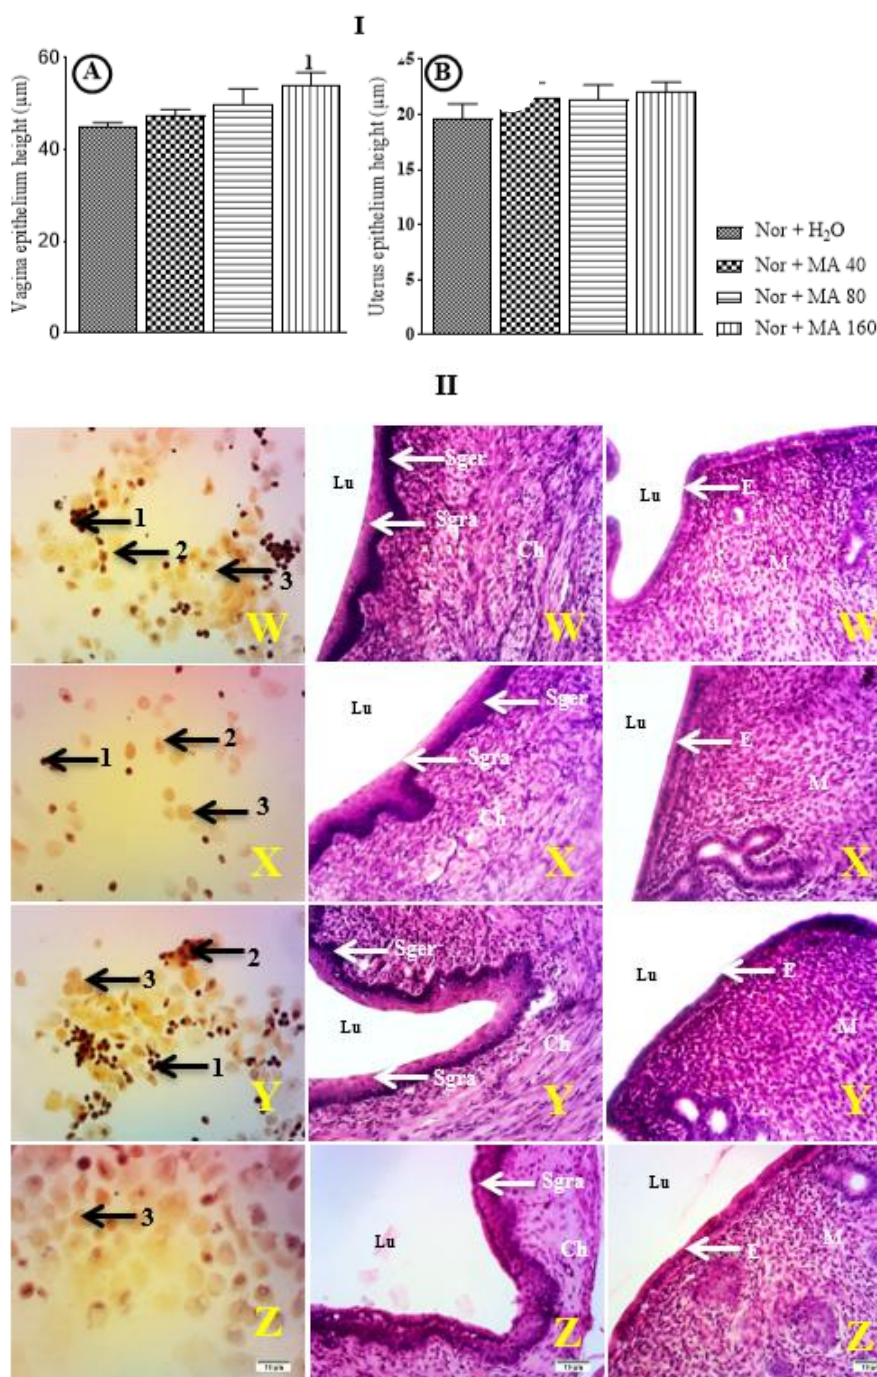 I
A
1
Vagina epithelium height (µm)
60
40
20
0
B
Uterus epithelium height (µm)
25
20
15
10
5
0
Nor + H₂O
Nor + MA 40
Nor + MA 80
Nor + MA 160
II
1
2
3
W
Lu
Sger
Sgra
Ch
W
Lu
E
M
W
1
2
3
X
Lu
Sger
Sgra
Ch
X
Lu
E
M
X
2
3
1
Y
Sger
Lu
Ch
Sgra
Y
Lu
E
M
Y
3
Z
Sgra
Lu
Ch
Z
Lu
M
E
Z